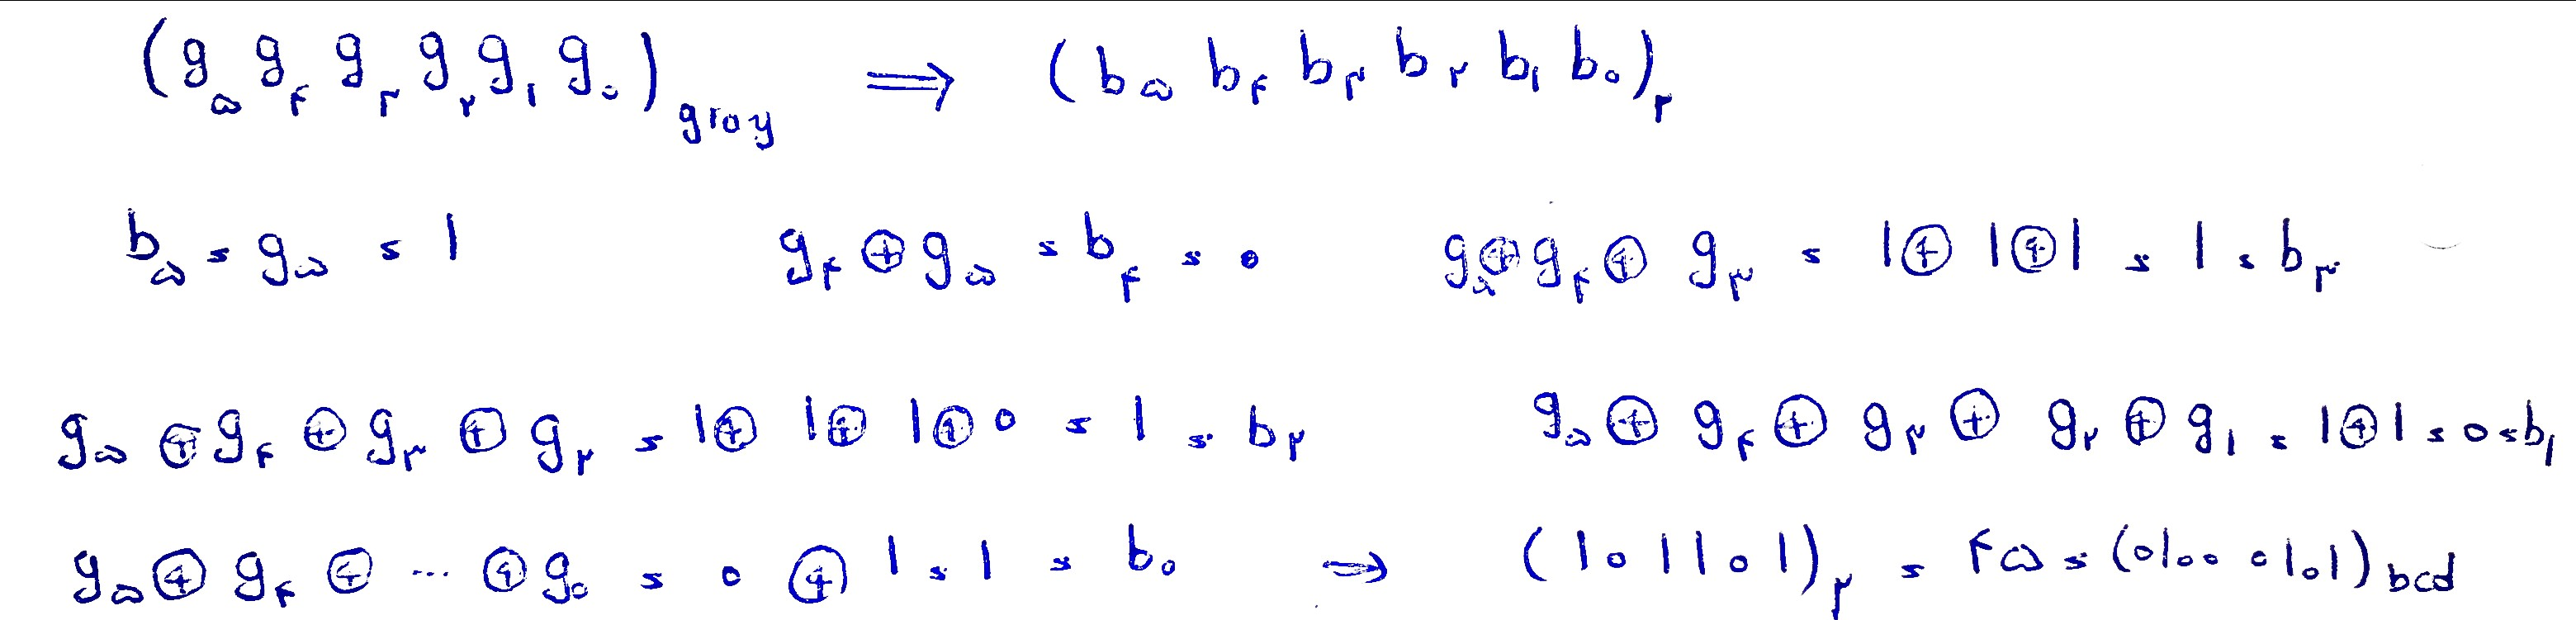 (g۵ g۴ g۳ g۲ g۱ g۰)gray ⟹ (b۵ b۴ b۳ b۲ b۱ b۰)۲
b۵ = g۵ = ۱ g۴ ⊕ g۵ = b۴ = ۰ g۵ ⊕ g۴ ⊕ g۳ = ۱ ⊕ ۱ ⊕ ۱ = ۱ = b۳
g۵ ⊕ g۴ ⊕ g۳ ⊕ g۲ = ۱ ⊕ ۱ ⊕ ۱ ⊕ ۰ = ۱ = b۲ g۵ ⊕ g۴ ⊕ g۳ ⊕ g۲ ⊕ g۱ = ۱ ⊕ ۱ = ۰ = b۱
g۵ ⊕ g۴ ⊕ ... ⊕ g۰ = ۰ ⊕ ۱ = ۱ = b۰ → (۱۰۱۱۰۱)۲ = ۴۵ = (۰۱۰۰ ۰۱۰۱)bcd